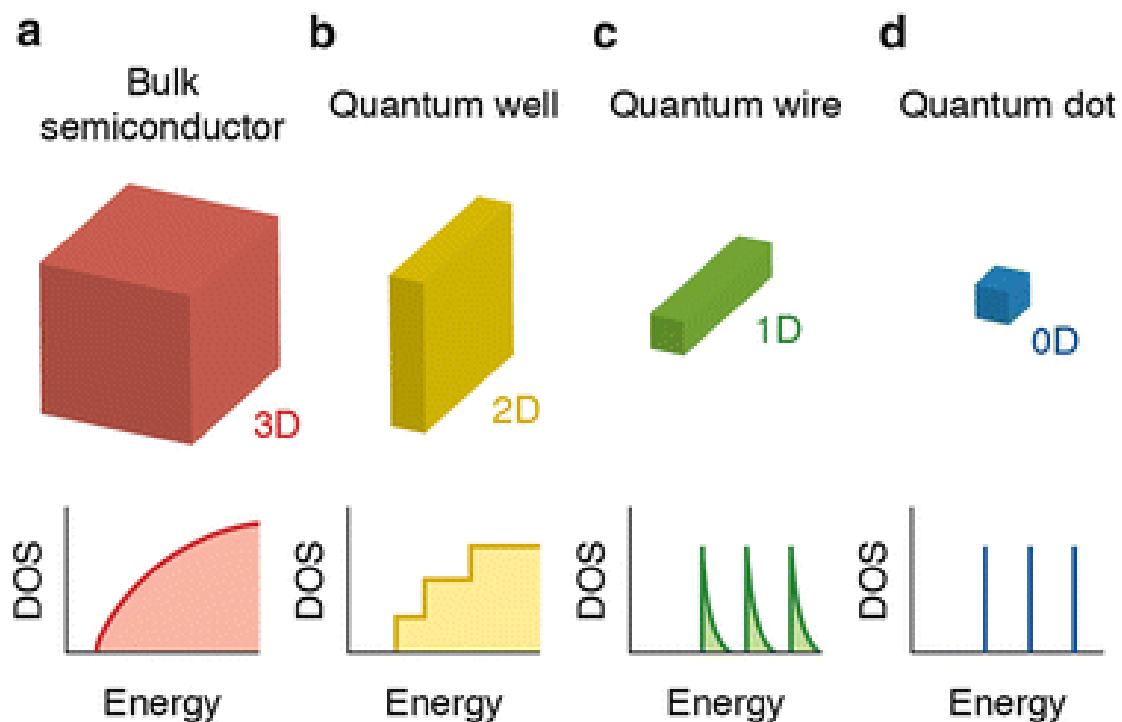 a
Bulk
semiconductor
3D
DOS
Energy
b
Quantum well
2D
DOS
Energy
c
Quantum wire
1D
DOS
Energy
d
Quantum dot
0D
DOS
Energy